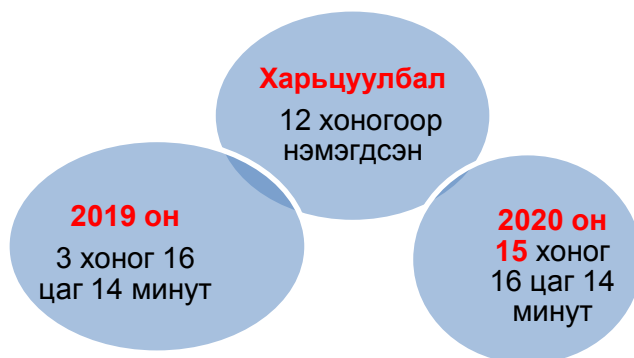 Харьцуулбал
12 хоногоор
нэмэгдсэн
2019 он
3 хоног 16
цаг 14 минут
2020 он
15 хоног
16 цаг 14
минут